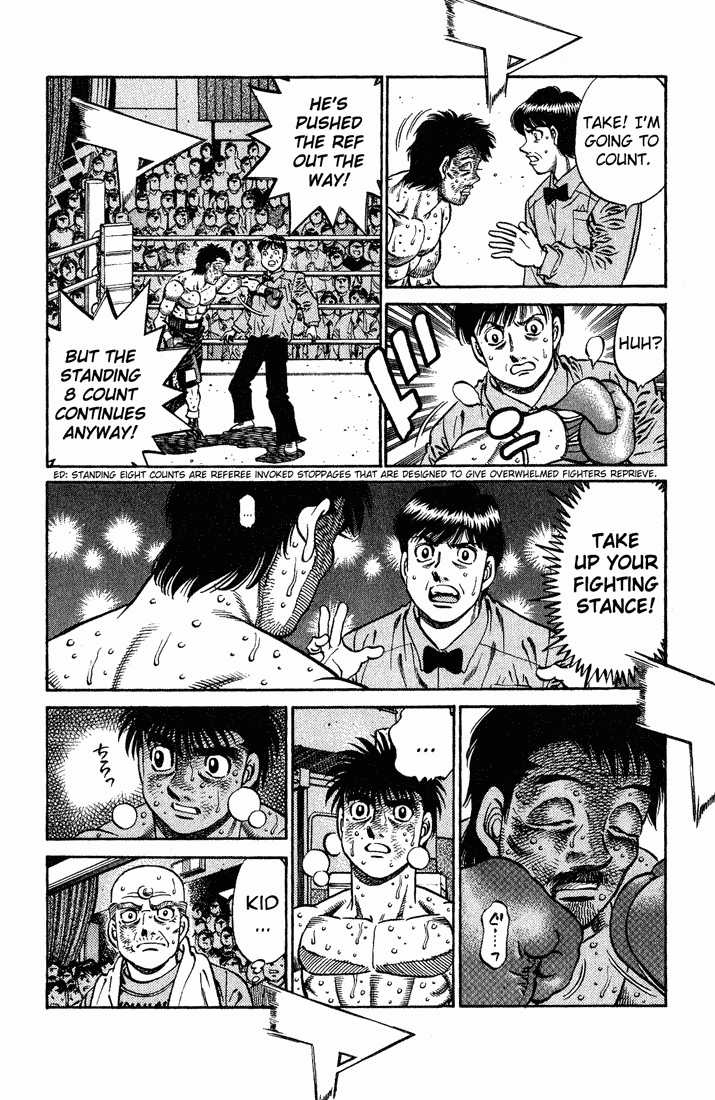 TAKE! I'M
GOING TO
COUNT.
HE'S
PUSHED
THE REF
OUT THE
WAY!
HUH?
ドン
BUT THE
STANDING
8 COUNT
CONTINUES
ANYWAY!
ED: STANDING EIGHT COUNTS ARE REFEREE INVOKED STOPPAGES THAT ARE DESIGNED TO GIVE OVERWHELMED FIGHTERS REPRIEVE.
...
TAKE
UP YOUR
FIGHTING
STANCE!
...
KID
...